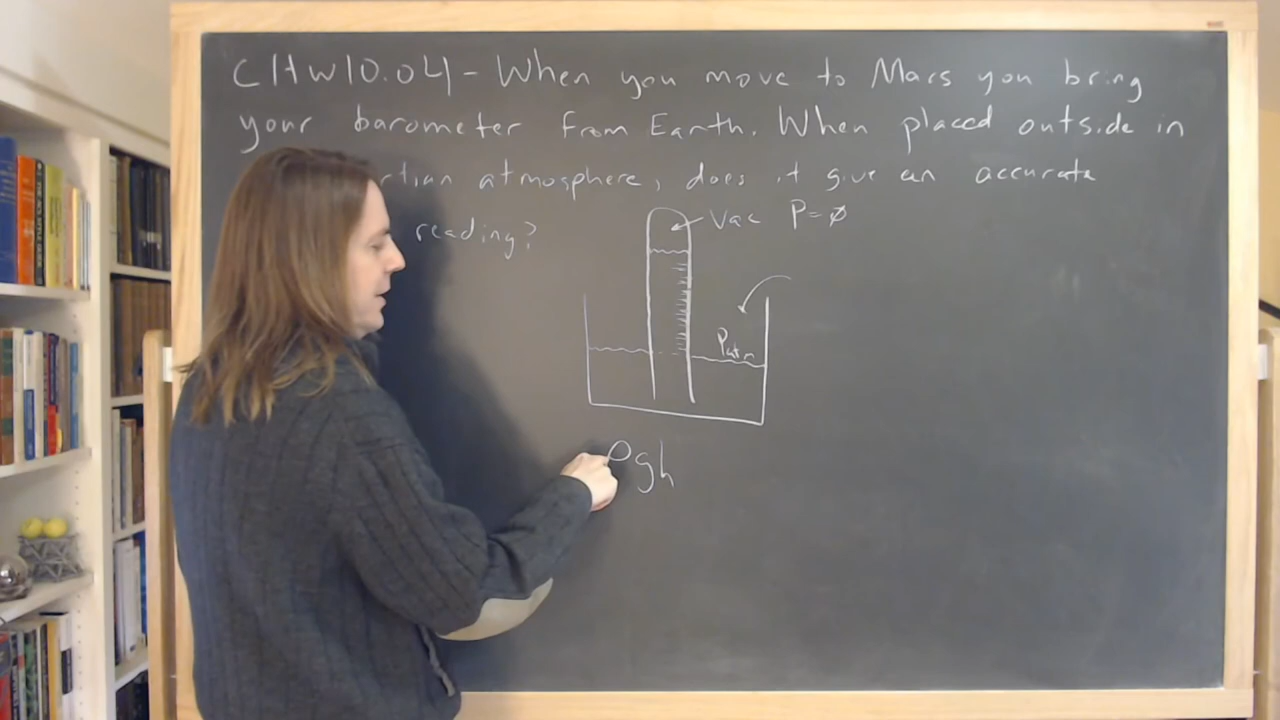 CHW10.04 - When you move to Mars you bring
your barometer from Earth. When placed outside in
rtian atmosphere, does it give an accurate
reading?
Vac P=ø
Patm
ρgh